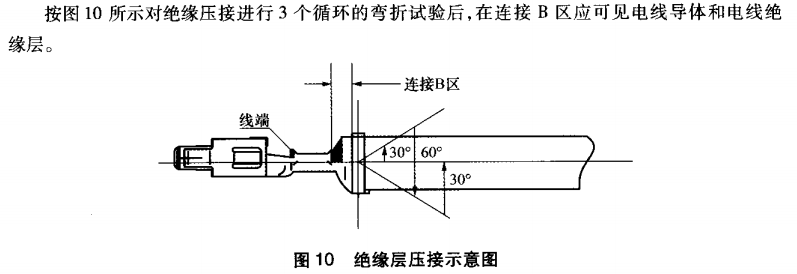 按图10所示对绝缘压接进行3个循环的弯折试验后,在连接B区应可见电线导体和电线绝
缘层。
连接B区
线端
30° 60°
30°
图10 绝缘层压接示意图